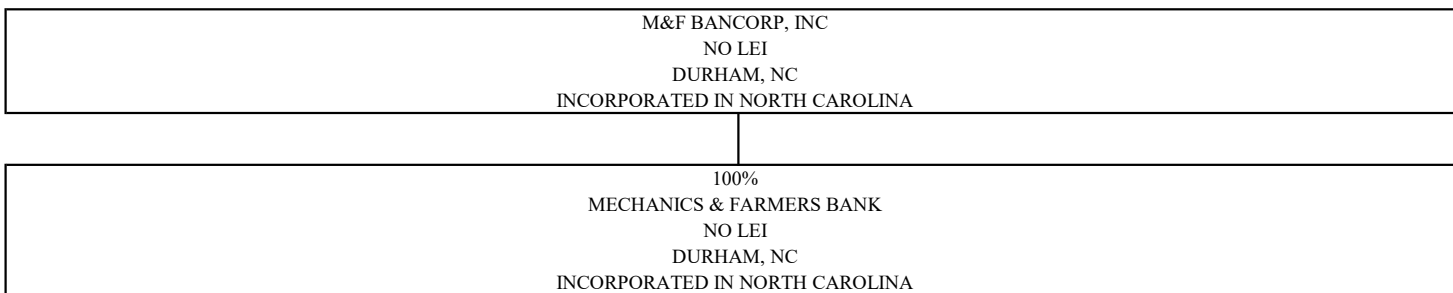 M&F BANCORP, INC
NO LEI
DURHAM, NC
INCORPORATED IN NORTH CAROLINA
100%
MECHANICS & FARMERS BANK
NO LEI
DURHAM, NC
INCORPORATED IN NORTH CAROLINA